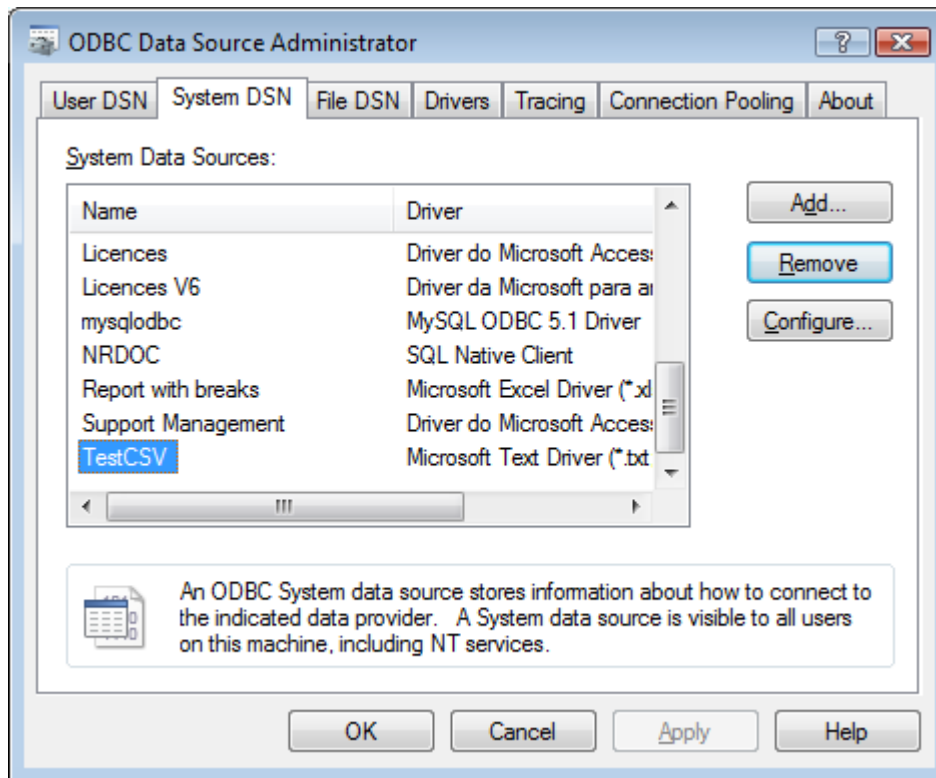 ODBC Data Source Administrator
User DSN System DSN File DSN Drivers Tracing Connection Pooling About
System Data Sources:
Name Driver
Licences Driver do Microsoft Access
Licences V6 Driver da Microsoft para ar
mysqlodbc MySQL ODBC 5.1 Driver
NRDOC SQL Native Client
Report with breaks Microsoft Excel Driver (*.xl
Support Management Driver do Microsoft Access
TestCSV Microsoft Text Driver (*.txt
Add...
Remove
Configure...
An ODBC System data source stores information about how to connect to
the indicated data provider. A System data source is visible to all users
on this machine, including NT services.
OK Cancel Apply Help